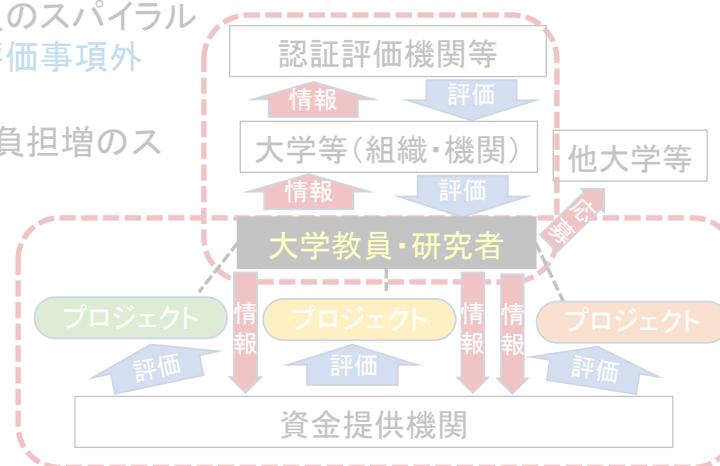 のスパイラル
評価事項外
認証評価機関等
情報
評価
負担増のス
大学等(組織・機関)
他大学等
情報
評価
応募
大学教員・研究者
プロジェクト
情報
プロジェクト
情報
情報
プロジェクト
評価
評価
評価
資金提供機関